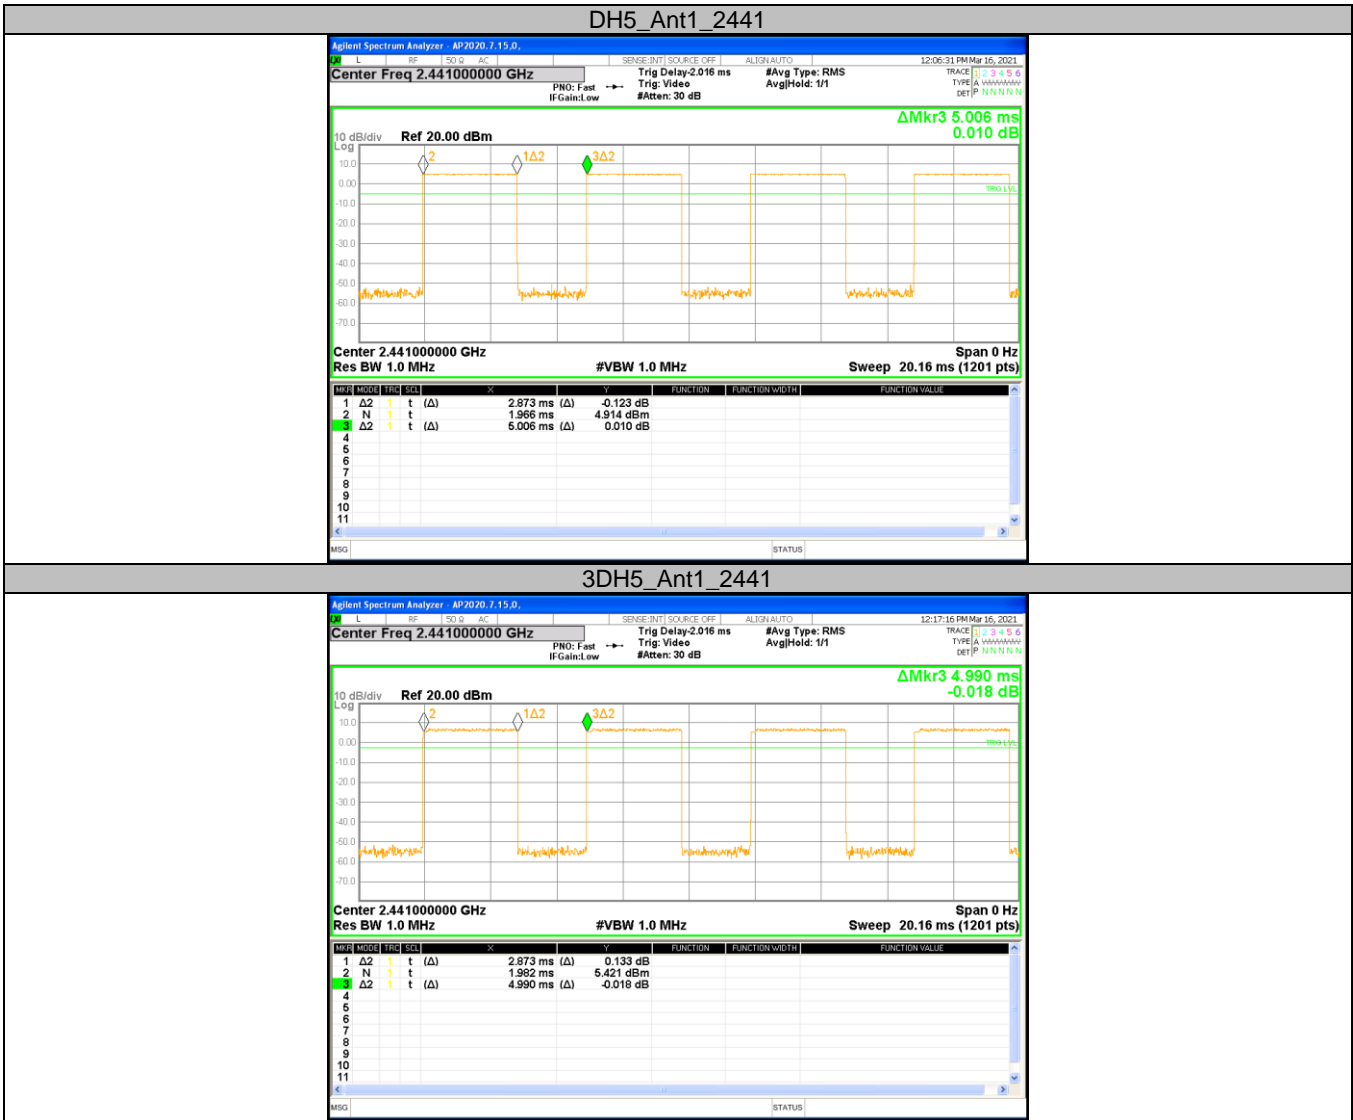 DH5_Ant1_2441
Agilent Spectrum Analyzer - AP2020.7.15,0,
LXI L RF 50 Ω AC SENSE:INT SOURCE OFF ALIGN AUTO 12:06:31 PM Mar 16, 2021
Center Freq 2.441000000 GHz
PNO: Fast
IFGain:Low
Trig Delay-2.016 ms
Trig: Video
#Atten: 30 dB
#Avg Type: RMS
Avg|Hold: 1/1
TRACE 1 2 3 4 5 6
TYPE A WWWWW
DET P N N N N N
ΔMkr3 5.006 ms
0.010 dB
10 dB/div Ref 20.00 dBm
Log
2 1Δ2 3Δ2
10.0
0.00
TRIG LVL
-10.0
-20.0
-30.0
-40.0
-50.0
-60.0
-70.0
Center 2.441000000 GHz Span 0 Hz
Res BW 1.0 MHz #VBW 1.0 MHz Sweep 20.16 ms (1201 pts)
MKR MODE TRC SCL X Y FUNCTION FUNCTION WIDTH FUNCTION VALUE
1 Δ2 1 t (Δ) 2.873 ms (Δ) -0.123 dB
2 N 1 t 1.966 ms 4.914 dBm
3 Δ2 1 t (Δ) 5.006 ms (Δ) 0.010 dB
4
5
6
7
8
9
10
11
MSG STATUS
3DH5_Ant1_2441
Agilent Spectrum Analyzer - AP2020.7.15,0,
LXI L RF 50 Ω AC SENSE:INT SOURCE OFF ALIGN AUTO 12:17:16 PM Mar 16, 2021
Center Freq 2.441000000 GHz
PNO: Fast
IFGain:Low
Trig Delay-2.016 ms
Trig: Video
#Atten: 30 dB
#Avg Type: RMS
Avg|Hold: 1/1
TRACE 1 2 3 4 5 6
TYPE A WWWWW
DET P N N N N N
ΔMkr3 4.990 ms
-0.018 dB
10 dB/div Ref 20.00 dBm
Log
2 1Δ2 3Δ2
10.0
0.00
TRIG LVL
-10.0
-20.0
-30.0
-40.0
-50.0
-60.0
-70.0
Center 2.441000000 GHz Span 0 Hz
Res BW 1.0 MHz #VBW 1.0 MHz Sweep 20.16 ms (1201 pts)
MKR MODE TRC SCL X Y FUNCTION FUNCTION WIDTH FUNCTION VALUE
1 Δ2 1 t (Δ) 2.873 ms (Δ) 0.133 dB
2 N 1 t 1.982 ms 5.421 dBm
3 Δ2 1 t (Δ) 4.990 ms (Δ) -0.018 dB
4
5
6
7
8
9
10
11
MSG STATUS